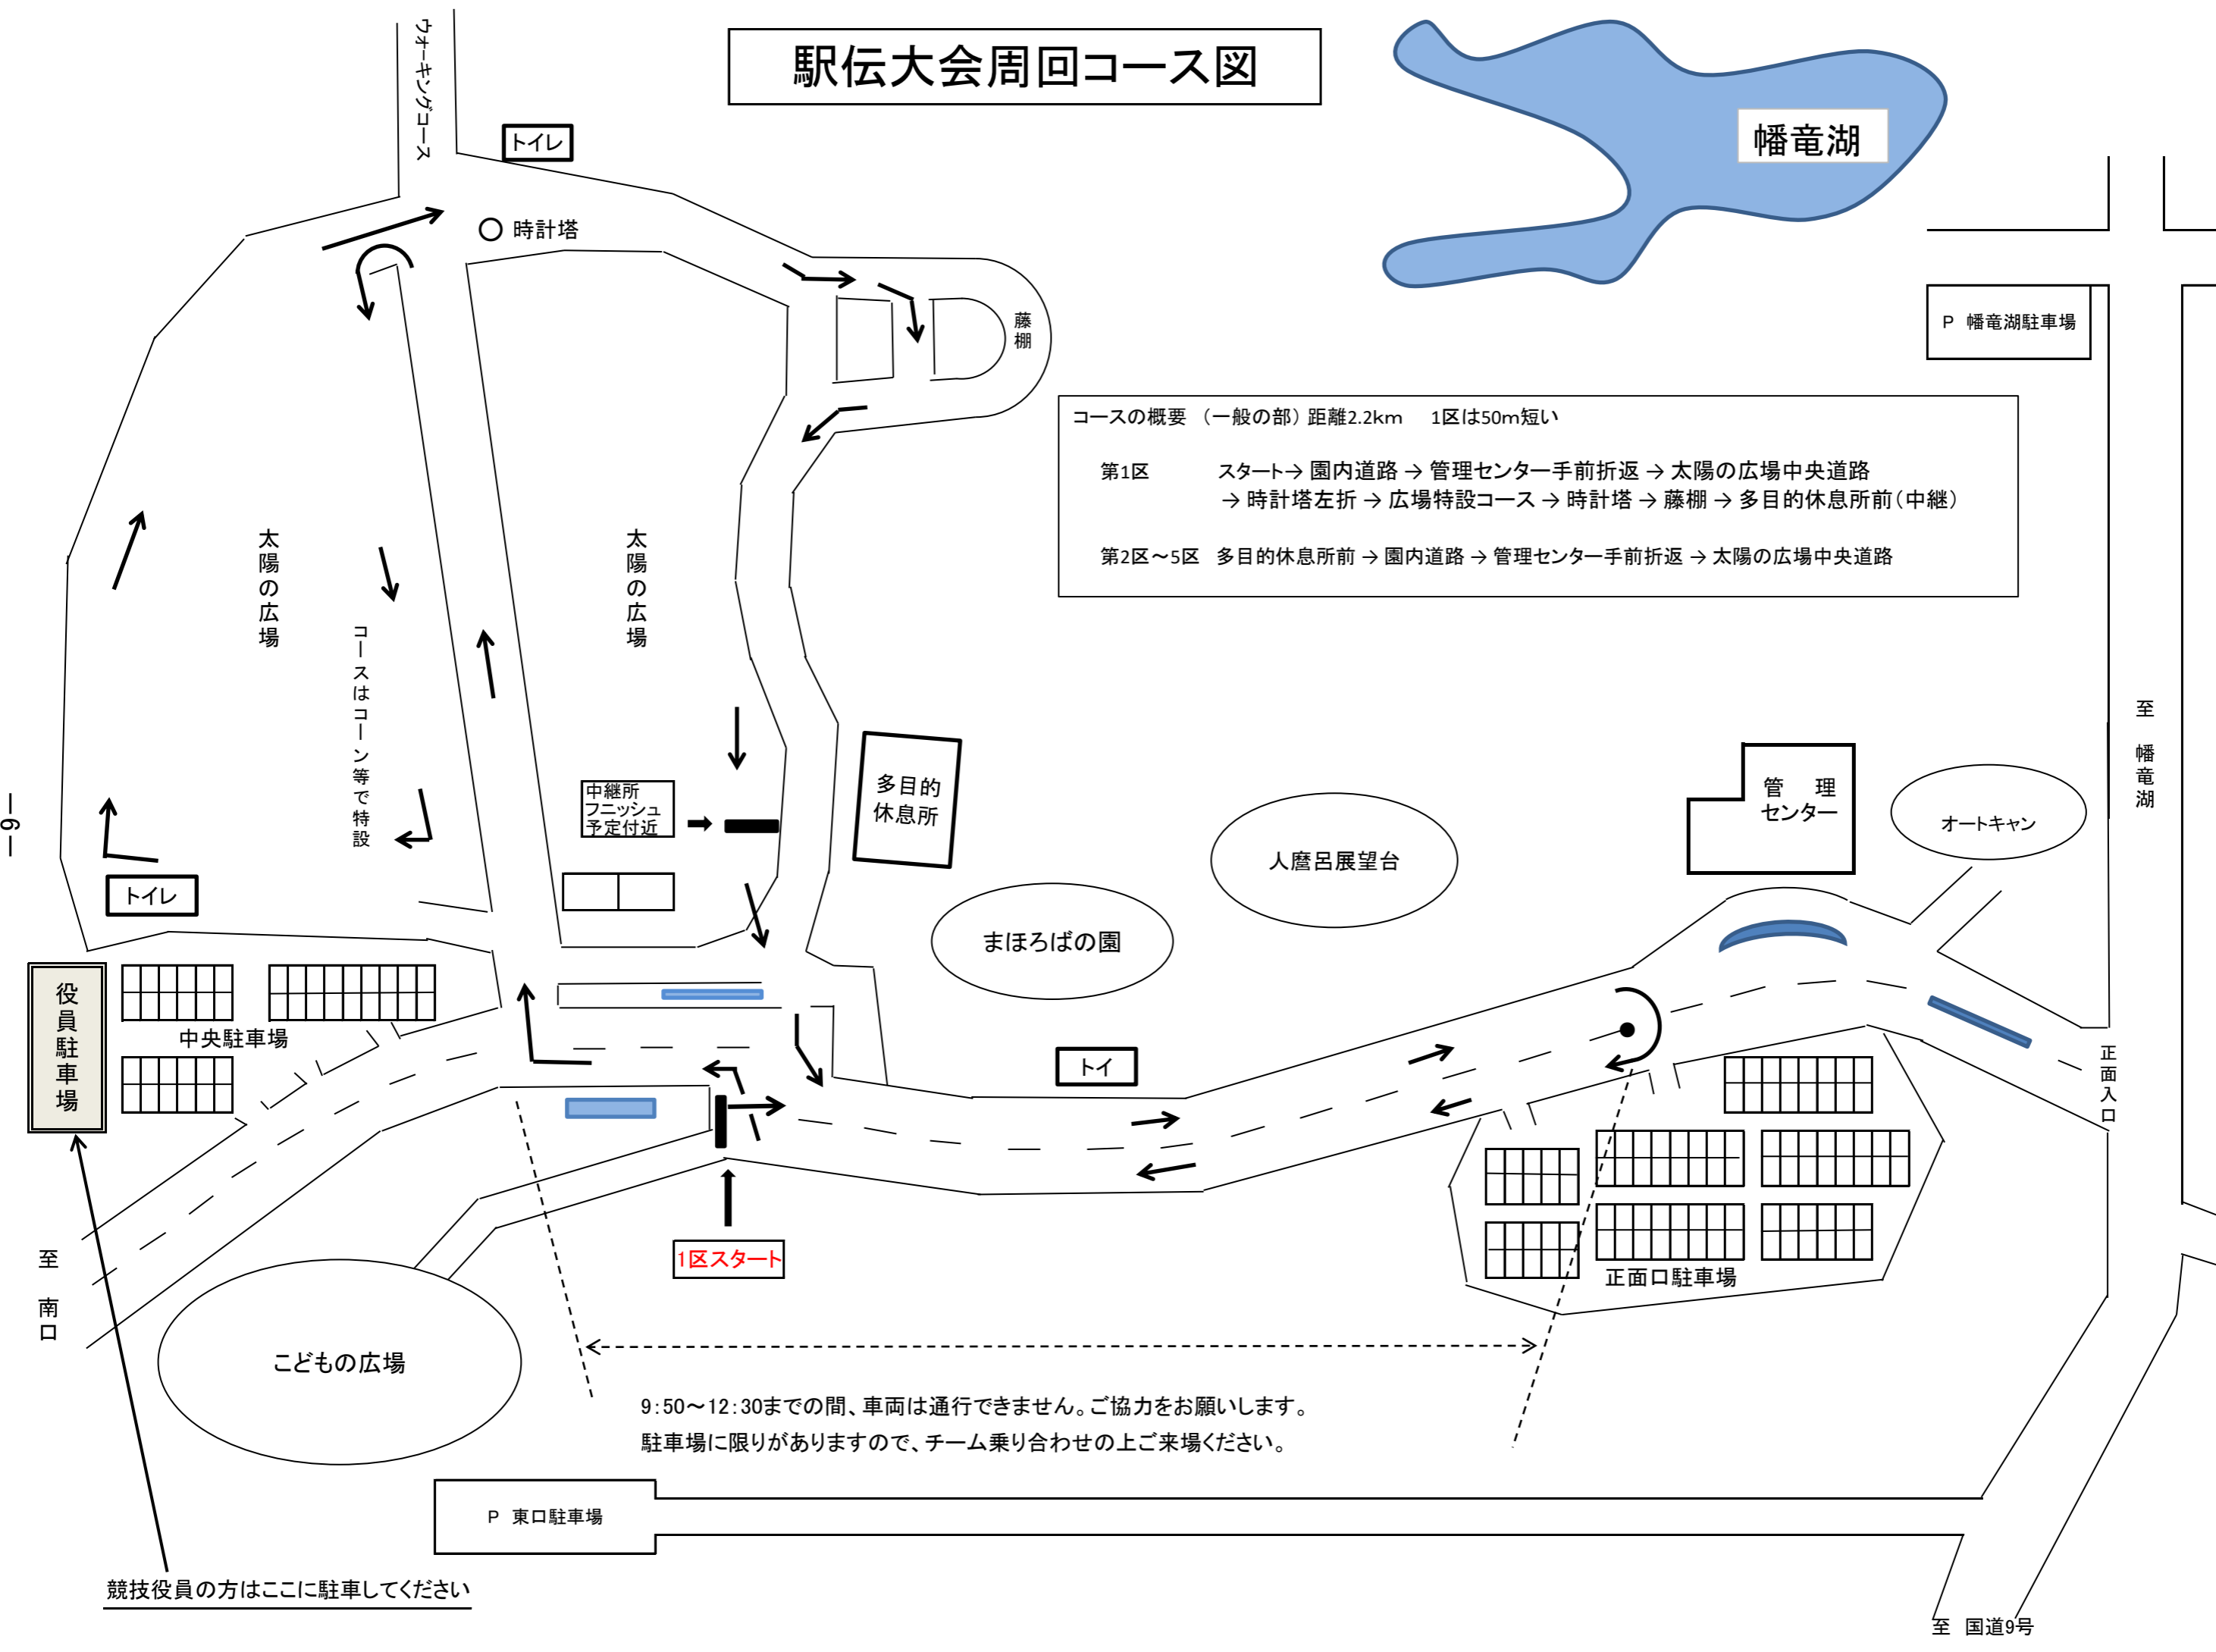 駅伝大会周回コース図
ウォーキングコース
トイレ
時計塔
幡竜湖
藤棚
P 幡竜湖駐車場
コースの概要 (一般の部) 距離2.2km 1区は50m短い
第1区 スタート→ 園内道路 → 管理センター手前折返 → 太陽の広場中央道路
→ 時計塔左折 → 広場特設コース → 時計塔 → 藤棚 → 多目的休息所前(中継)
第2区～5区 多目的休息所前 → 園内道路 → 管理センター手前折返 → 太陽の広場中央道路
太陽の広場
太陽の広場
コースはコーン等で特設
至 幡竜湖
中継所
フニッシュ
予定付近
多目的
休息所
管 理
センター
オートキャン
人麿呂展望台
まほろばの園
―9―
トイレ
役員駐車場
中央駐車場
トイ
正面入口
1区スタート
正面口駐車場
至 南口
こどもの広場
9:50～12:30までの間、車両は通行できません。ご協力をお願いします。
駐車場に限りがありますので、チーム乗り合わせの上ご来場ください。
P 東口駐車場
競技役員の方はここに駐車してください
至 国道9号